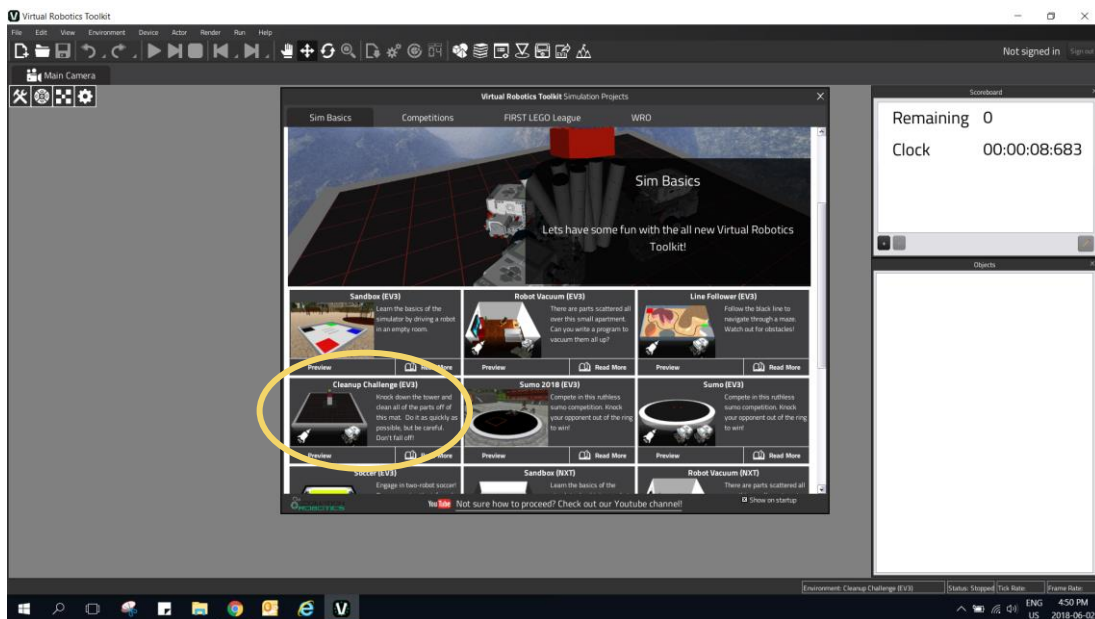 Virtual Robotics Toolkit
File Edit View Environment Device Actor Render Run Help
Not signed in Sign out
Main Camera
Virtual Robotics Toolkit Simulation Projects
Sim Basics Competitions FIRST LEGO League WRO
Sim Basics
Lets have some fun with the all new Virtual Robotics
Toolkit!
Sandbox (EV3)
Learn the basics of the
simulator by driving a robot
in an empty room.
Preview Read More
Robot Vacuum (EV3)
There are parts scattered all
over this small apartment.
Can you write a program to
vacuum them all up?
Preview Read More
Line Follower (EV3)
Follow the black line to
navigate through a maze.
Watch out for obstacles!
Preview Read More
Cleanup Challenge (EV3)
Knock down the tower and
clean all of the parts off of
this mat. Do it as quickly as
possible, but be careful.
Don't fall off!
Preview Read More
Sumo 2018 (EV3)
Compete in this ruthless
sumo competition. Knock
your opponent out of the ring
to win!
Preview Read More
Sumo (EV3)
Compete in this ruthless
sumo competition. Knock
your opponent out of the ring
to win!
Preview Read More
Soccer (EV3)
Engage in two-robot soccer!
Sandbox (NXT)
Learn the basics of the
Robot Vacuum (NXT)
There are parts scattered all
YouTube Not sure how to proceed? Check out our Youtube channel!
Show on startup
Scoreboard
Remaining 0
Clock 00:00:08:683
Objects
Environment: Cleanup Challenge (EV3) Status: Stopped Tick Rate: Frame Rate:
ENG
US
4:50 PM
2018-06-02